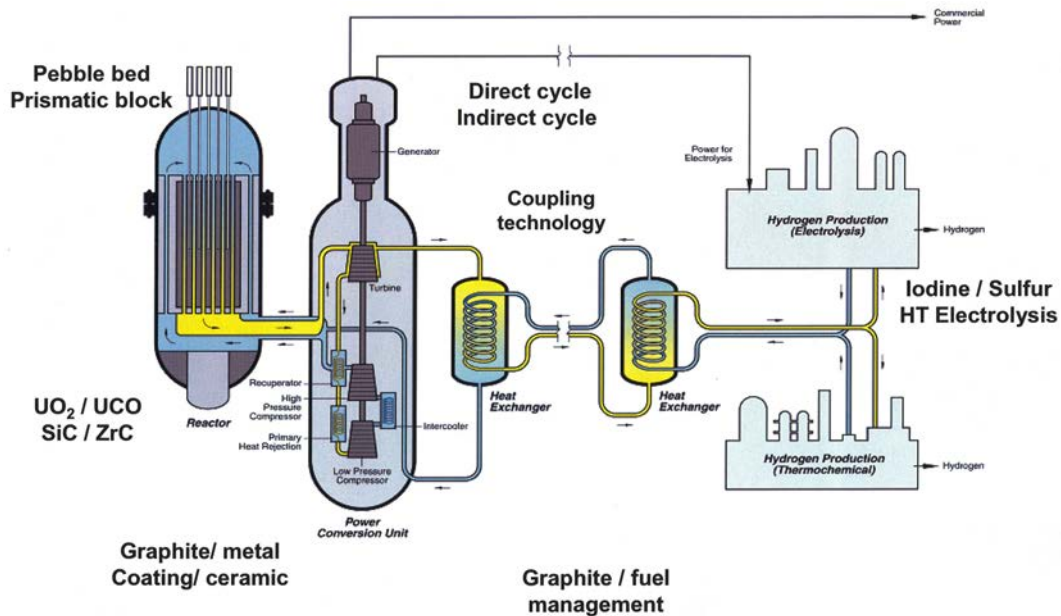 Commercial
Power
Pebble bed
Prismatic block
Direct cycle
Indirect cycle
Generator
Power for
Electrolysis
Coupling
technology
Hydrogen Production
(Electrolysis)
Hydrogen
Turbine
Iodine / Sulfur
HT Electrolysis
Recuperator
High
Pressure
Compressor
Heat
Exchanger
Heat
Exchanger
UO₂ / UCO
SiC / ZrC
Reactor
Intercooler
Primary
Heat Rejection
Low Pressure
Compressor
Hydrogen Production
(Thermochemical)
Hydrogen
Power
Conversion Unit
Graphite/ metal
Coating/ ceramic
Graphite / fuel
management